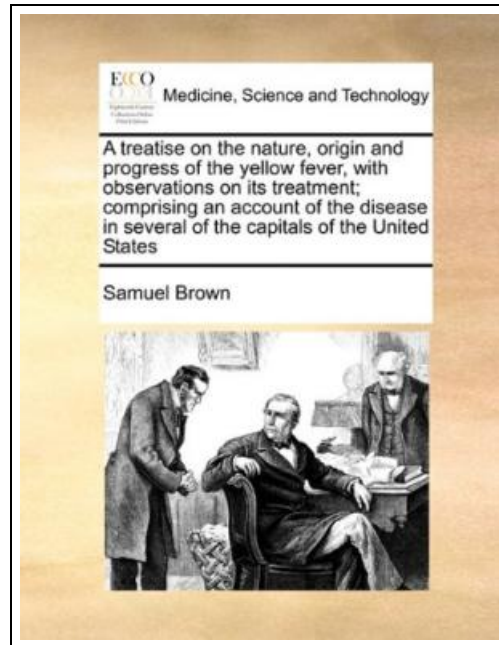 ECCO
Medicine, Science and Technology
A treatise on the nature, origin and
progress of the yellow fever, with
observations on its treatment;
comprising an account of the disease
in several of the capitals of the United
States
Samuel Brown